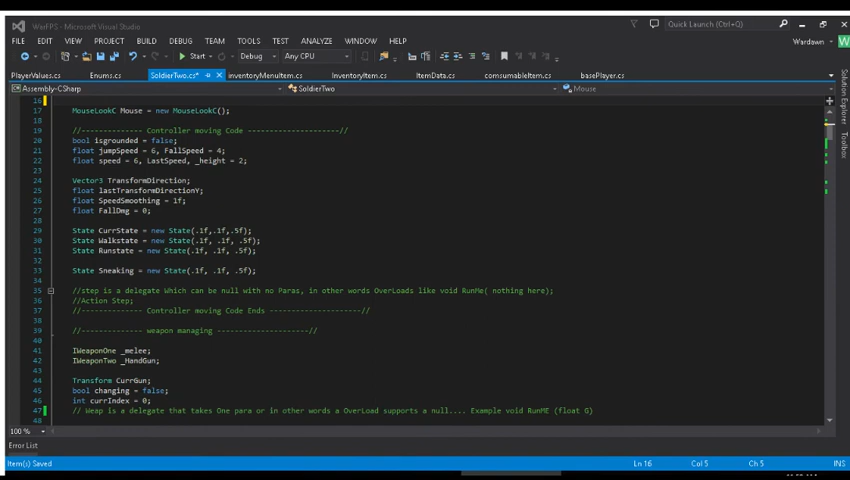 WarFPS - Microsoft Visual Studio
Quick Launch (Ctrl+Q)
FILE EDIT VIEW PROJECT BUILD DEBUG TEAM TOOLS TEST ANALYZE WINDOW HELP
Wardawn W
Start Debug Any CPU
PlayerValues.cs Enums.cs SoldierTwo.cs* inventoryMenuItem.cs InventoryItem.cs ItemData.cs comsumableItem.cs basePlayer.cs
Assembly-CSharp SoldierTwo Mouse
Solution Explorer
Toolbox
16
17 MouseLookC Mouse = new MouseLookC();
18
19 //-------------- Controller moving Code ---------------------//
20 bool isgrounded = false;
21 float jumpSpeed = 6, FallSpeed = 4;
22 float speed = 6, LastSpeed, _height = 2;
23
24 Vector3 TransformDirection;
25 float lastTransformDirectionY;
26 float SpeedSmoothing = 1f;
27 float FallDmg = 0;
28
29 State CurrState = new State(.1f,.1f,.5f);
30 State Walkstate = new State(.1f, .1f, .5f);
31 State Runstate = new State(.1f, .1f, .5f);
32
33 State Sneaking = new State(.1f, .1f, .5f);
34
35 //step is a delegate Which can be null with no Paras, in other words OverLoads like void RunMe( nothing here);
36 //Action Step;
37 //-------------- Controller moving Code Ends ---------------------//
38
39 //-------------- weapon managing ---------------------//
40
41 IWeaponOne _melee;
42 IWeaponTwo _HandGun;
43
44 Transform CurrGun;
45 bool changing = false;
46 int currIndex = 0;
47 // Weap is a delegate that takes One para or in other words a OverLoad supports a null.... Example void RunME (float G)
48
100 %
Error List
Item(s) Saved Ln 16 Col 5 Ch 5 INS